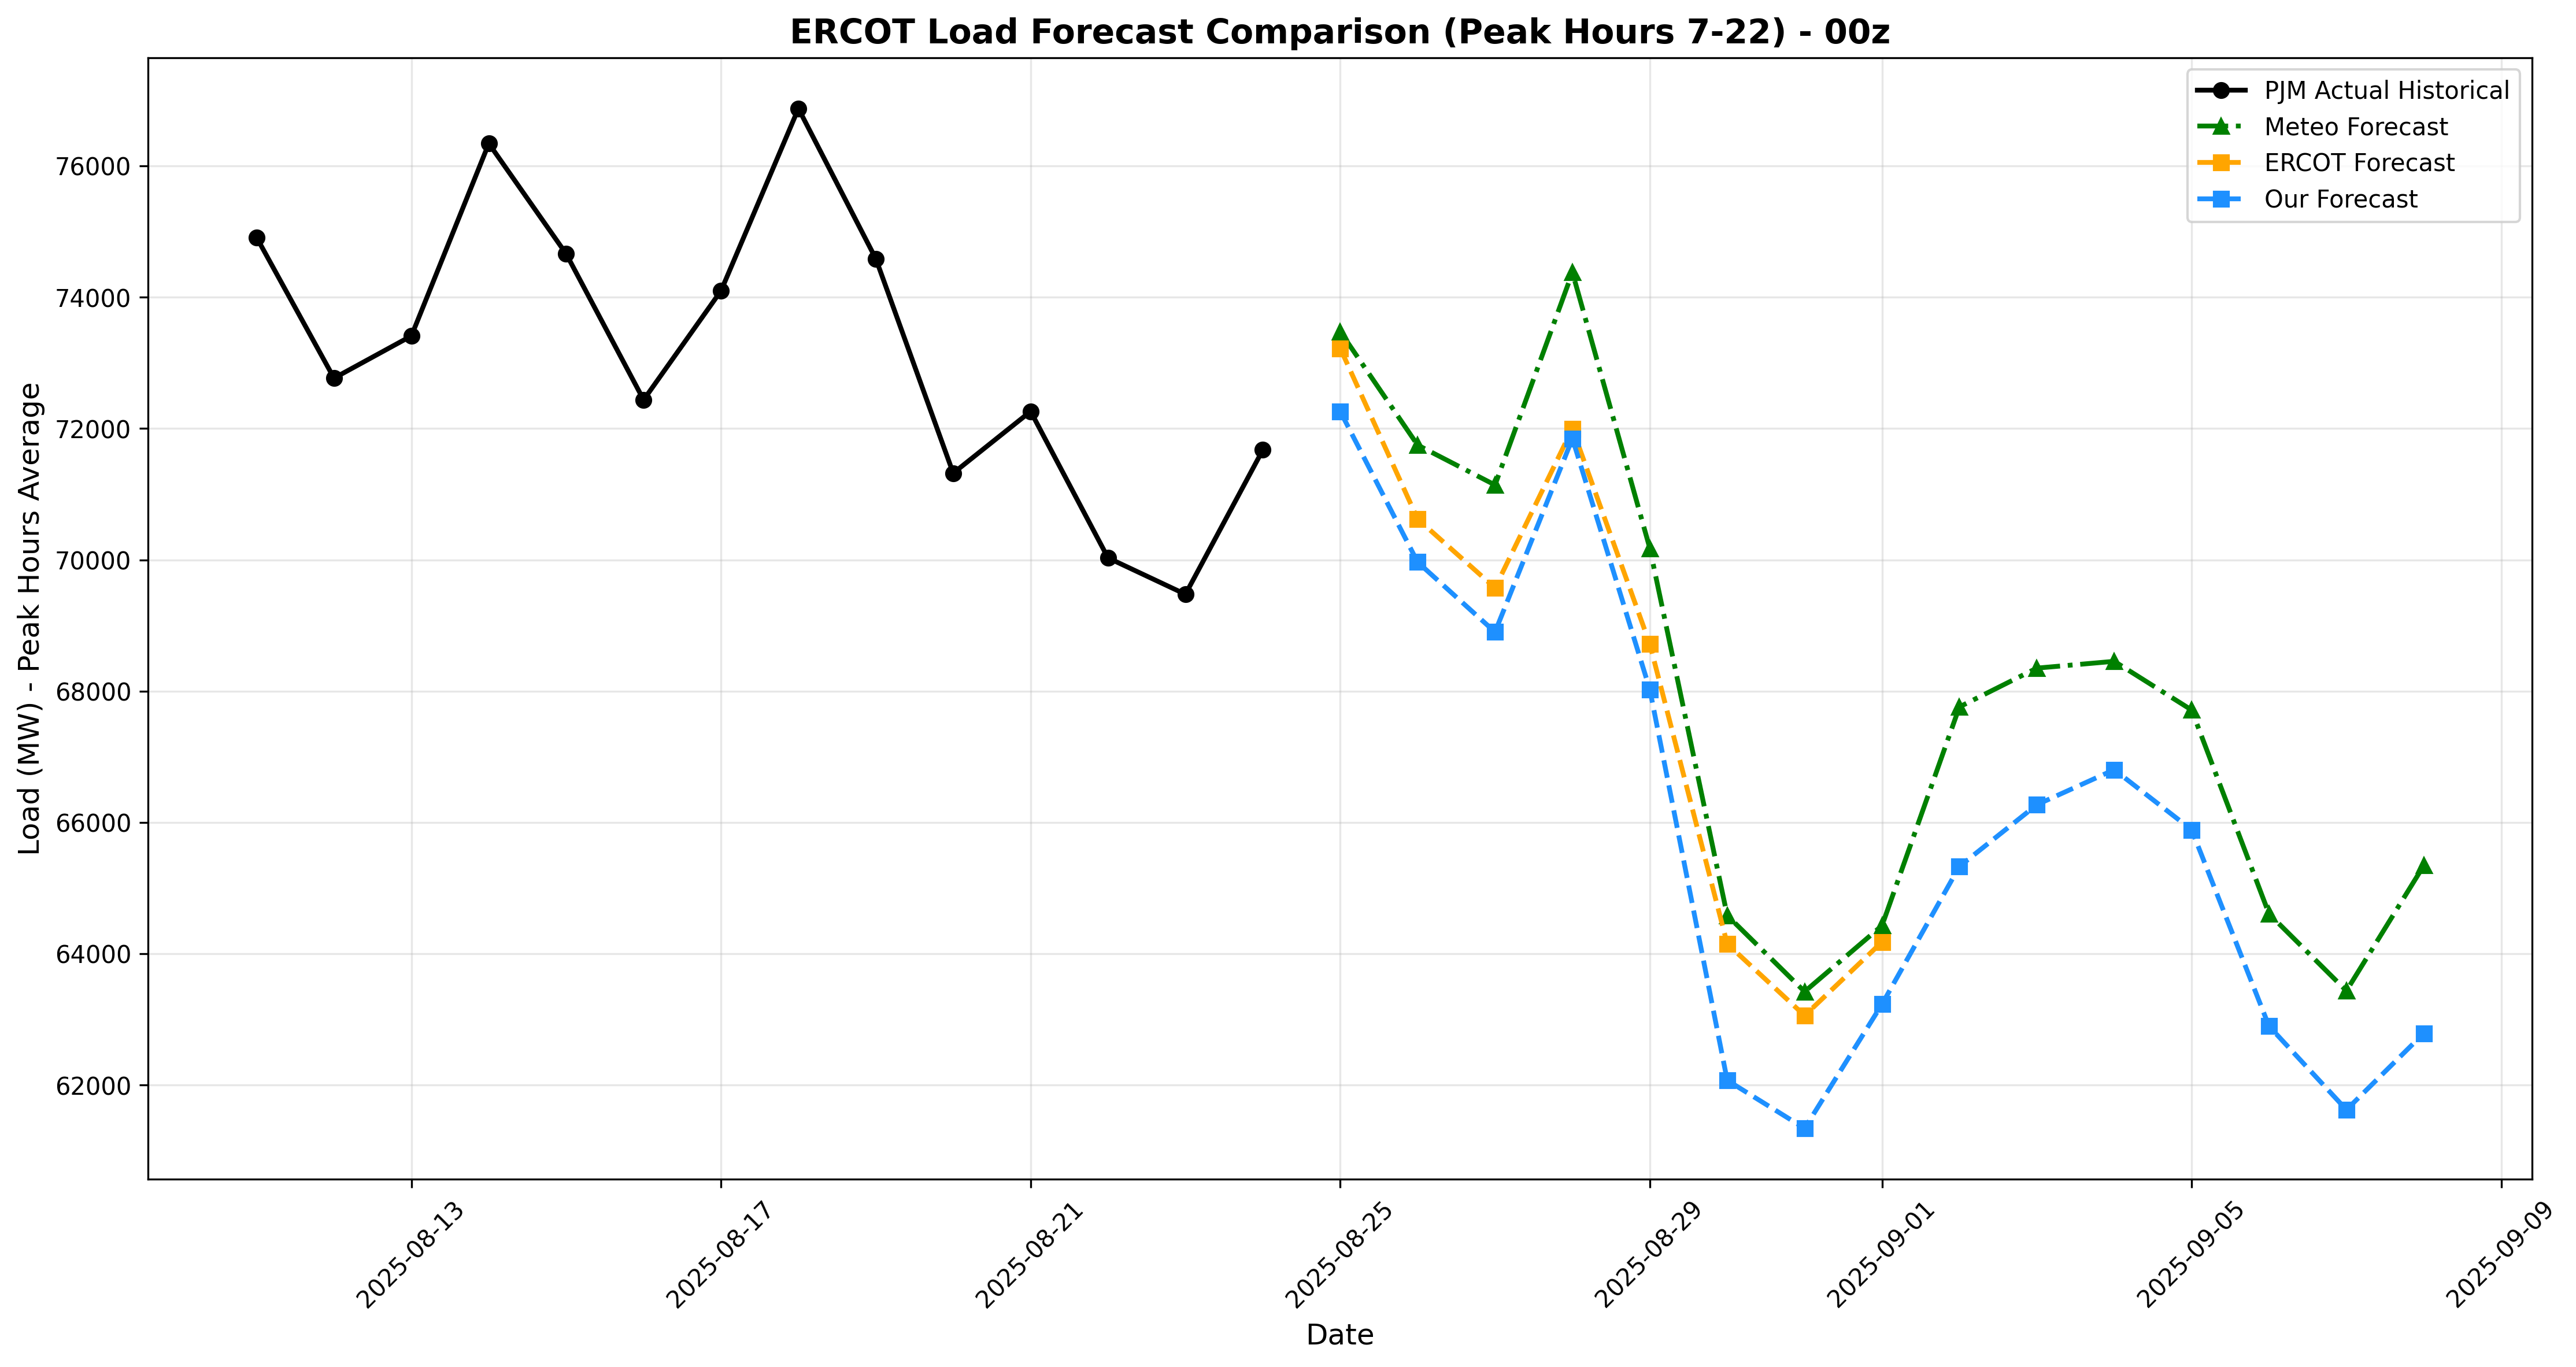 ERCOT Load Forecast Comparison (Peak Hours 7-22) - 00z
PJM Actual Historical
Meteo Forecast
ERCOT Forecast
Our Forecast
Load (MW) - Peak Hours Average
76000
74000
72000
70000
68000
66000
64000
62000
2025-08-13
2025-08-17
2025-08-21
2025-08-25
2025-08-29
2025-09-01
2025-09-05
2025-09-09
Date